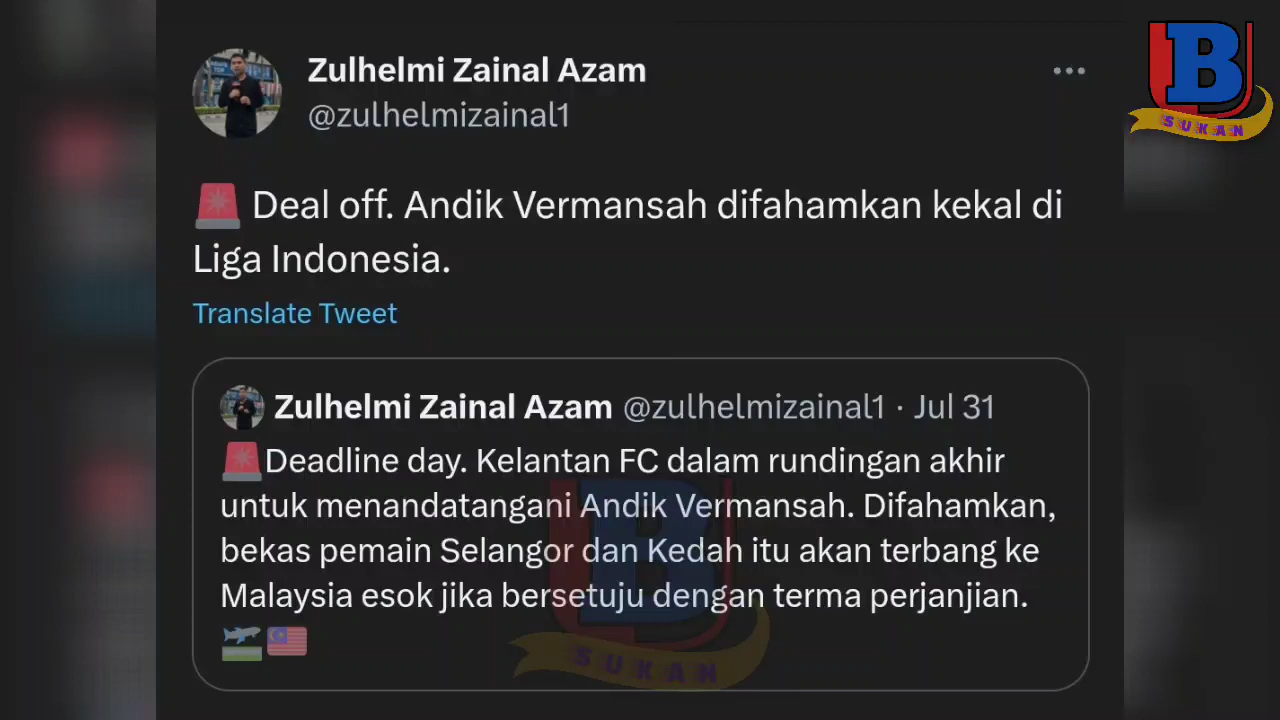 Zulhelmi Zainal Azam
@zulhelmizainal1
B
SUKAN
🚨 Deal off. Andik Vermansah difahamkan kekal di
Liga Indonesia.
Translate Tweet
Zulhelmi Zainal Azam @zulhelmizainal1 · Jul 31
🚨Deadline day. Kelantan FC dalam rundingan akhir
untuk menandatangani Andik Vermansah. Difahamkan,
bekas pemain Selangor dan Kedah itu akan terbang ke
Malaysia esok jika bersetuju dengan terma perjanjian.
🛫🇲🇾
B
SUKAN